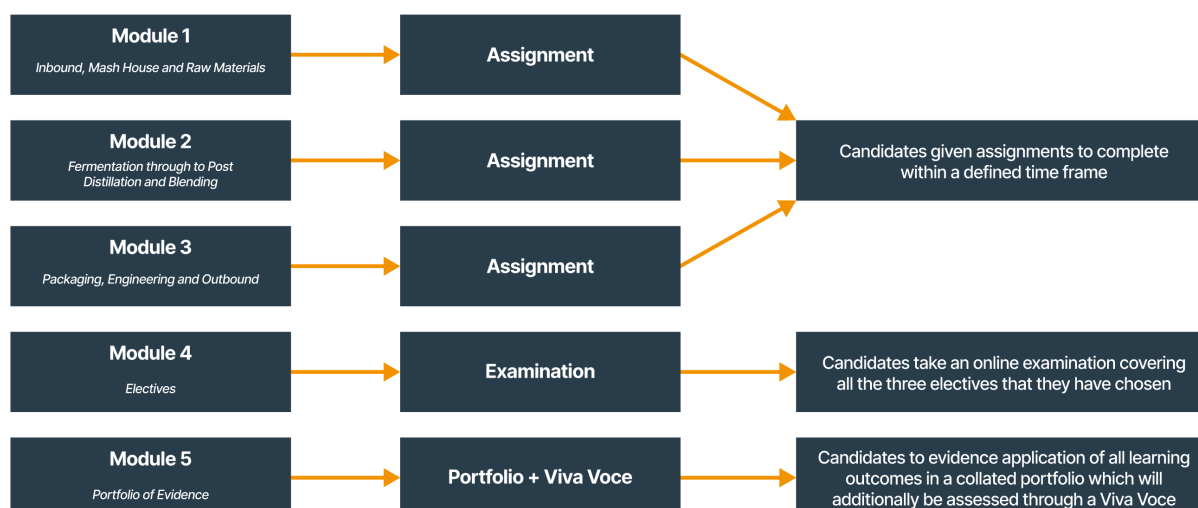 Module 1
Inbound, Mash House and Raw Materials
Assignment
Module 2
Fermentation through to Post
Distillation and Blending
Assignment
Candidates given assignments to complete
within a defined time frame
Module 3
Packaging, Engineering and Outbound
Assignment
Module 4
Electives
Examination
Candidates take an online examination covering
all the three electives that they have chosen
Module 5
Portfolio of Evidence
Portfolio + Viva Voce
Candidates to evidence application of all learning
outcomes in a collated portfolio which will
additionally be assessed through a Viva Voce